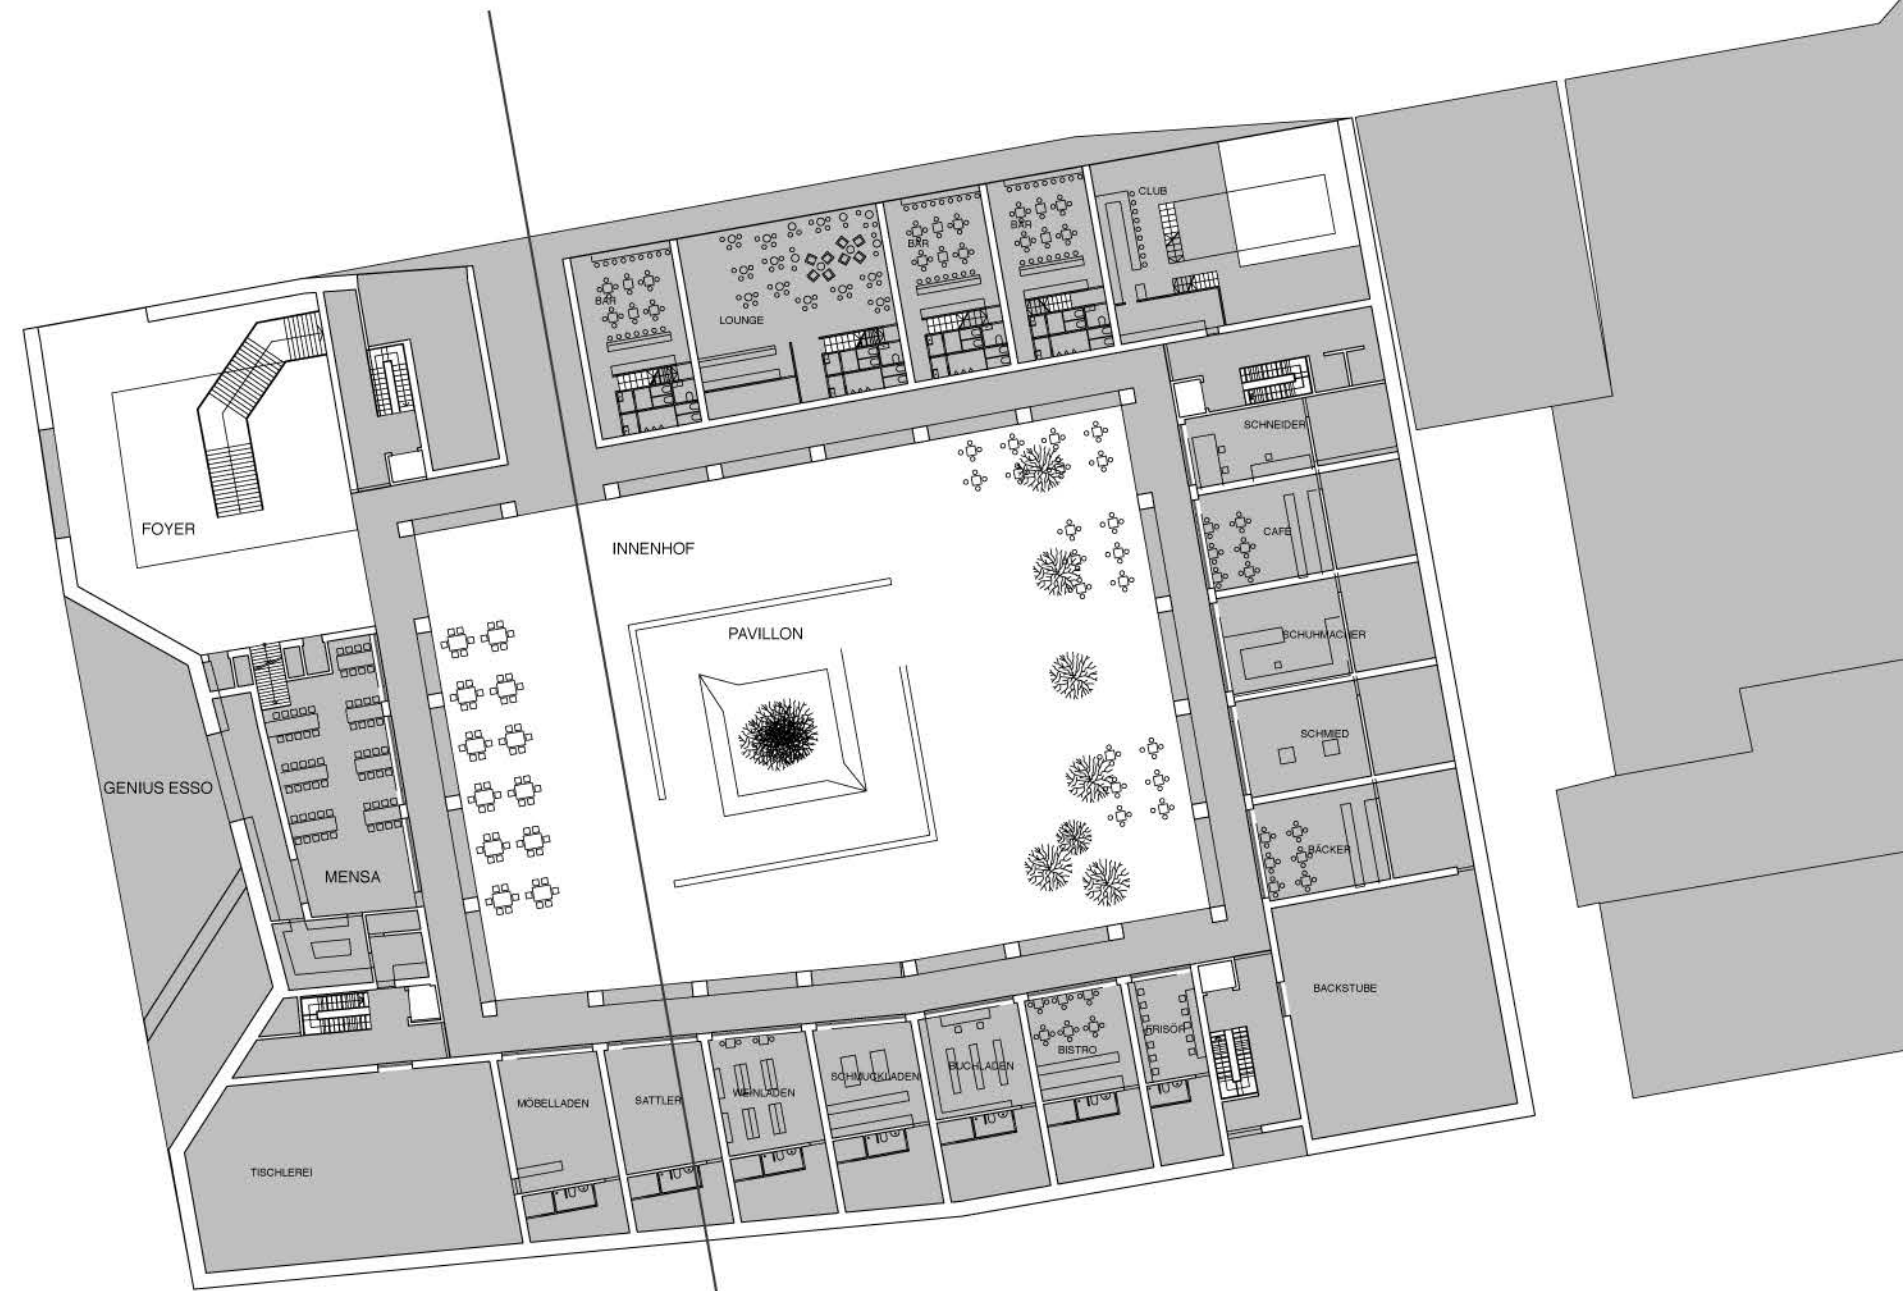 CLUB
BAR
BAR
BAR
LOUNGE
SCHNEIDER
FOYER
INNENHOF
CAFE
PAVILLON
SCHUHMACHER
SCHMIED
GENIUS ESSO
BÄCKER
MENSA
BACKSTUBE
FRISÖR
BISTRO
BUCHLADEN
SCHMUCKLADEN
WEINLADEN
SATTLER
MÖBELLADEN
TISCHLEREI